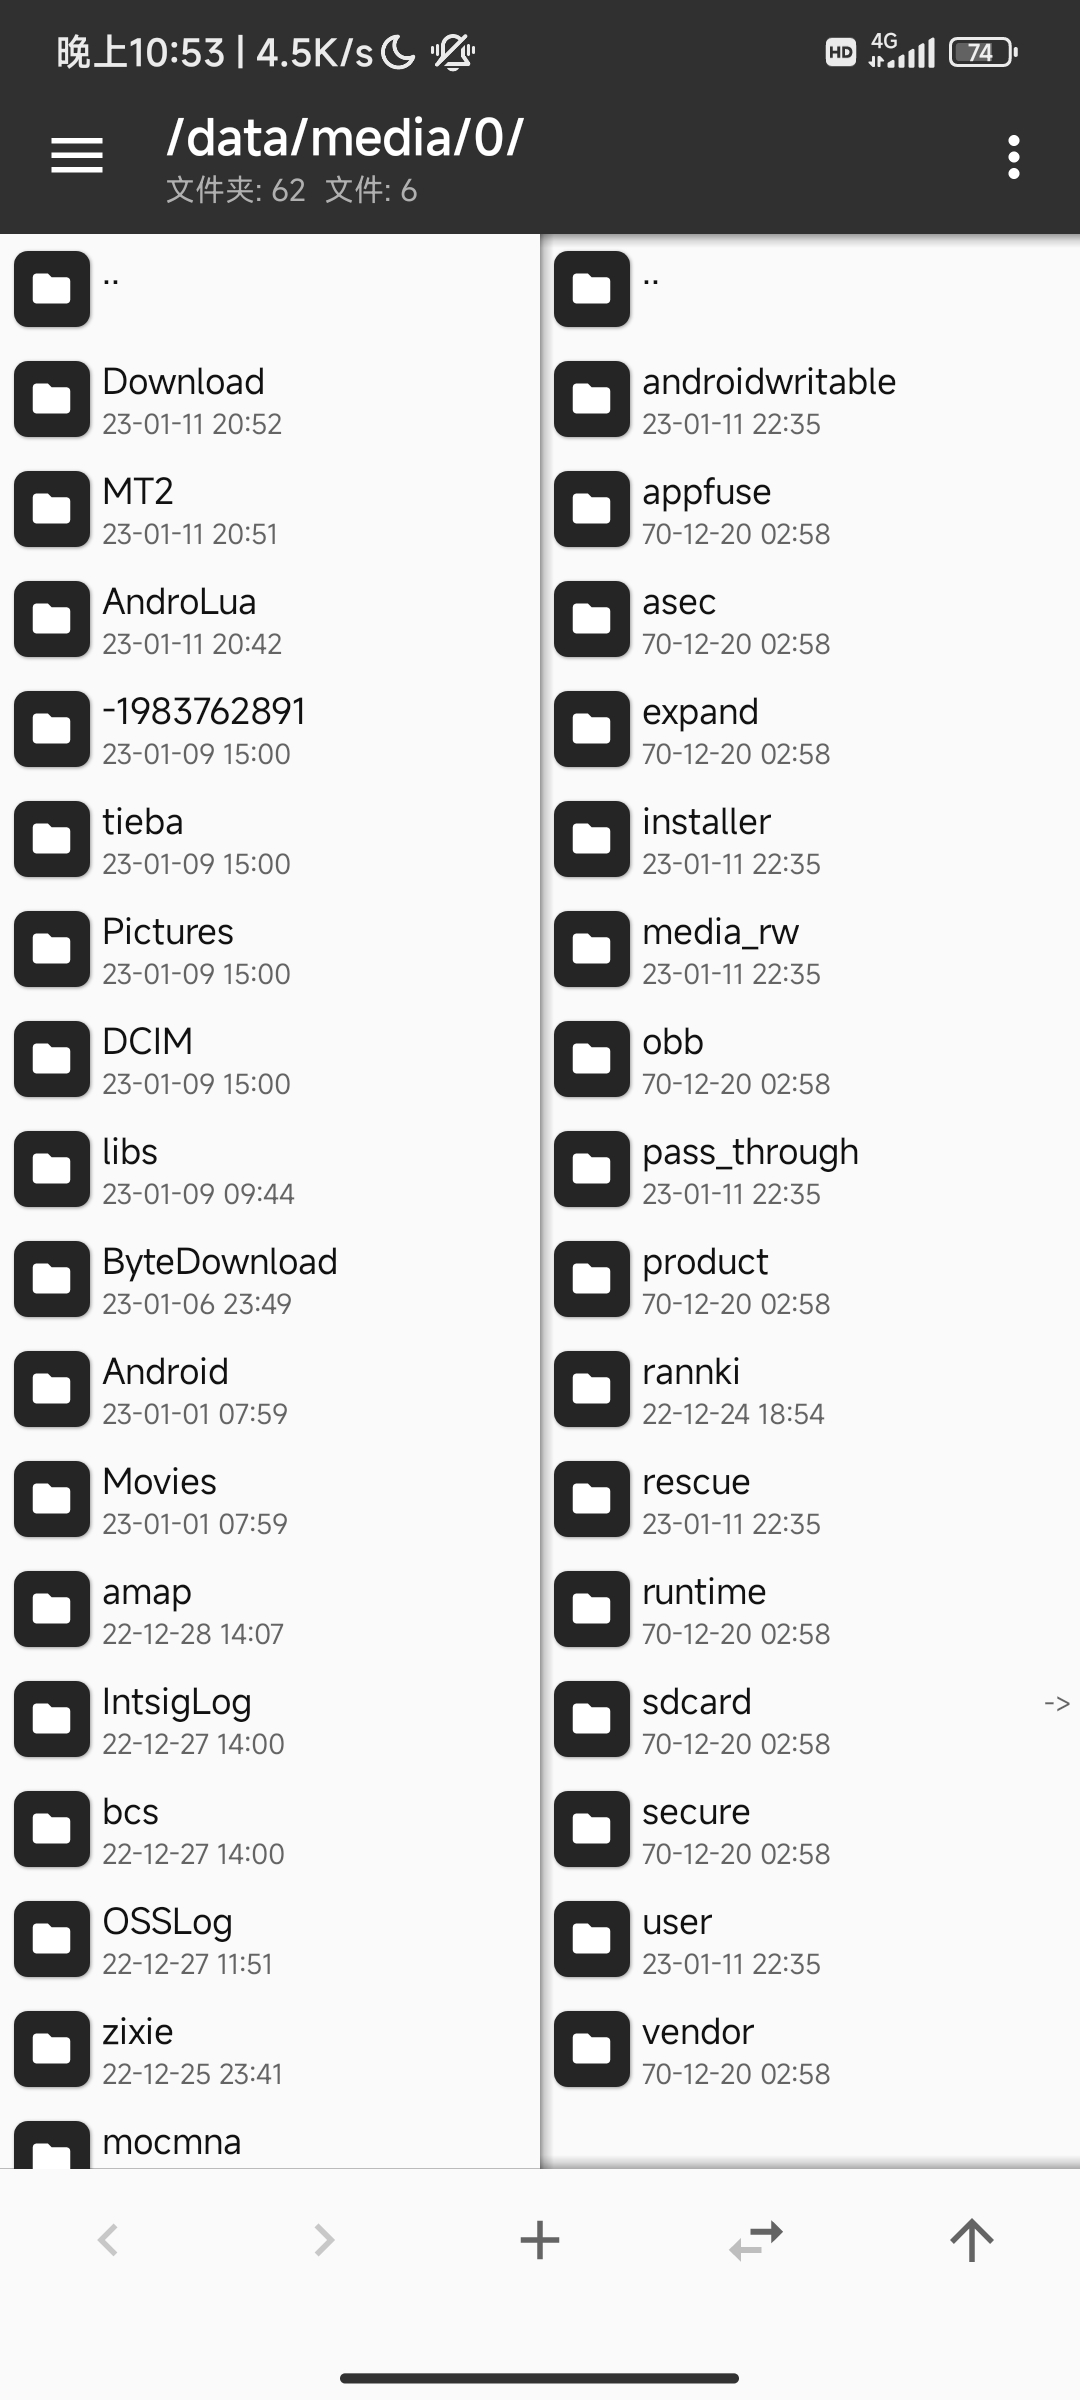 晚上10:53 | 4.5K/s
HD 4G 74
/data/media/0/
文件夹: 62 文件: 6
..
Download
23-01-11 20:52
MT2
23-01-11 20:51
AndroLua
23-01-11 20:42
-1983762891
23-01-09 15:00
tieba
23-01-09 15:00
Pictures
23-01-09 15:00
DCIM
23-01-09 15:00
libs
23-01-09 09:44
ByteDownload
23-01-06 23:49
Android
23-01-01 07:59
Movies
23-01-01 07:59
amap
22-12-28 14:07
IntsigLog
22-12-27 14:00
bcs
22-12-27 14:00
OSSLog
22-12-27 11:51
zixie
22-12-25 23:41
mocmna
..
androidwritable
23-01-11 22:35
appfuse
70-12-20 02:58
asec
70-12-20 02:58
expand
70-12-20 02:58
installer
23-01-11 22:35
media_rw
23-01-11 22:35
obb
70-12-20 02:58
pass_through
23-01-11 22:35
product
70-12-20 02:58
rannki
22-12-24 18:54
rescue
23-01-11 22:35
runtime
70-12-20 02:58
sdcard ->
70-12-20 02:58
secure
70-12-20 02:58
user
23-01-11 22:35
vendor
70-12-20 02:58